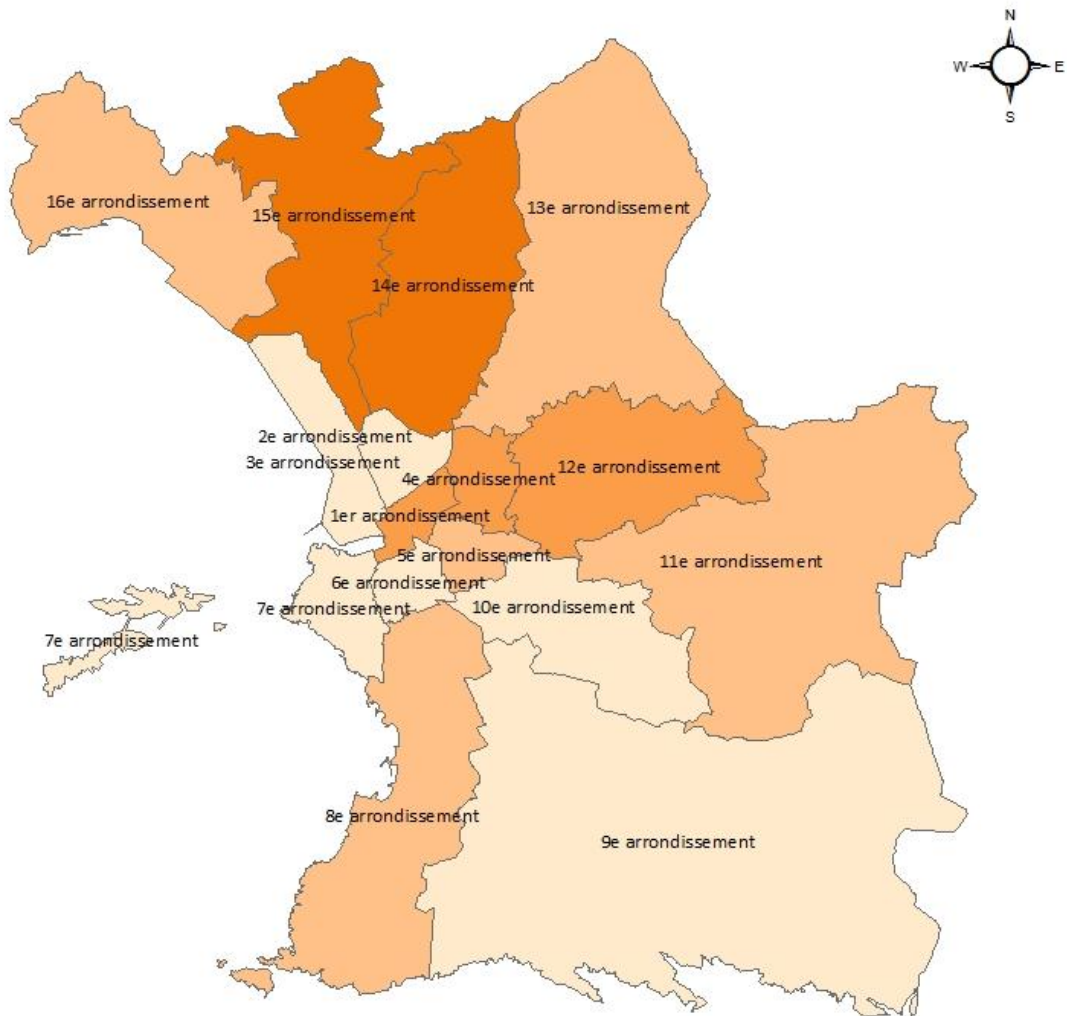 N
W E
S
16e arrondissement
15e arrondissement
13e arrondissement
14e arrondissement
2e arrondissement
3e arrondissement
4e arrondissement
12e arrondissement
1er arrondissement
5e arrondissement
11e arrondissement
6e arrondissement
7e arrondissement
10e arrondissement
7e arrondissement
8e arrondissement
9e arrondissement